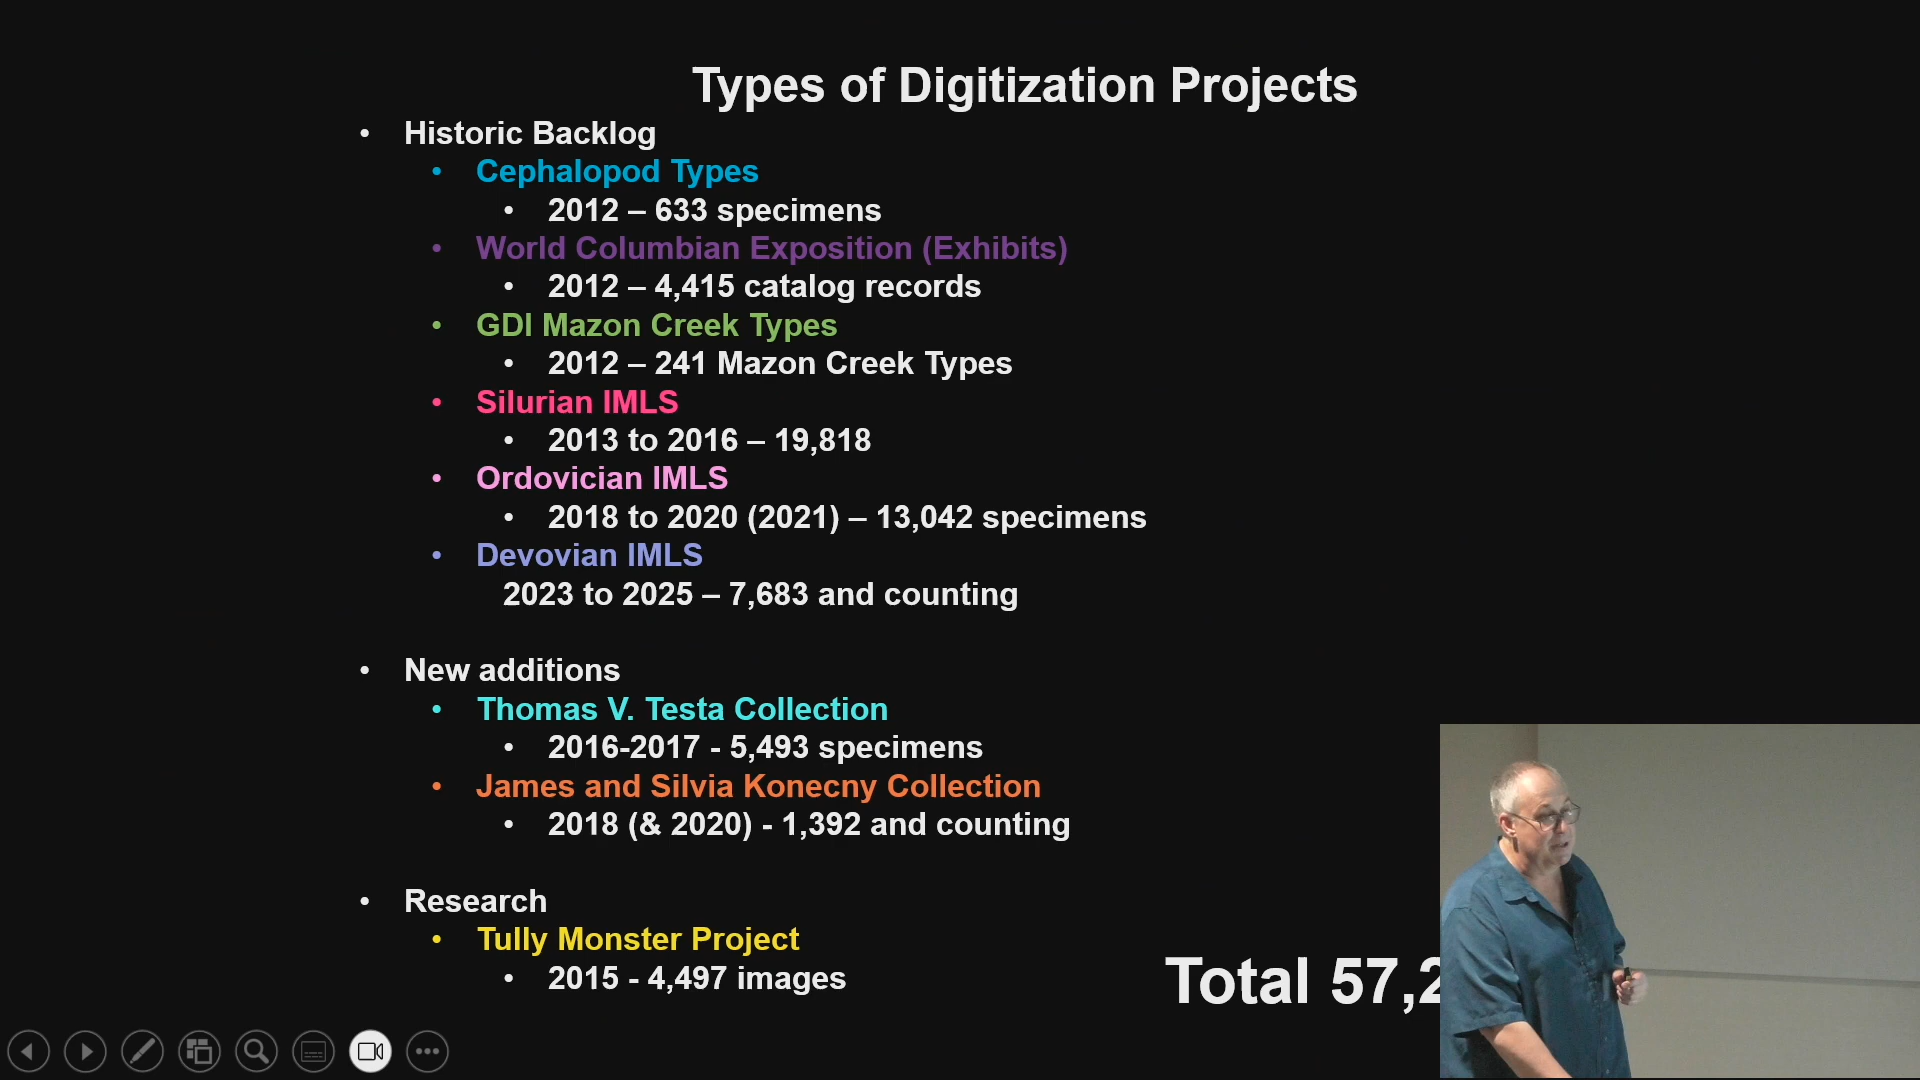 Types of Digitization Projects
• Historic Backlog
• Cephalopod Types
• 2012 – 633 specimens
• World Columbian Exposition (Exhibits)
• 2012 – 4,415 catalog records
• GDI Mazon Creek Types
• 2012 – 241 Mazon Creek Types
• Silurian IMLS
• 2013 to 2016 – 19,818
• Ordovician IMLS
• 2018 to 2020 (2021) – 13,042 specimens
• Devovian IMLS
2023 to 2025 – 7,683 and counting
• New additions
• Thomas V. Testa Collection
• 2016-2017 - 5,493 specimens
• James and Silvia Konecny Collection
• 2018 (& 2020) - 1,392 and counting
• Research
• Tully Monster Project
• 2015 - 4,497 images
Total 57,2